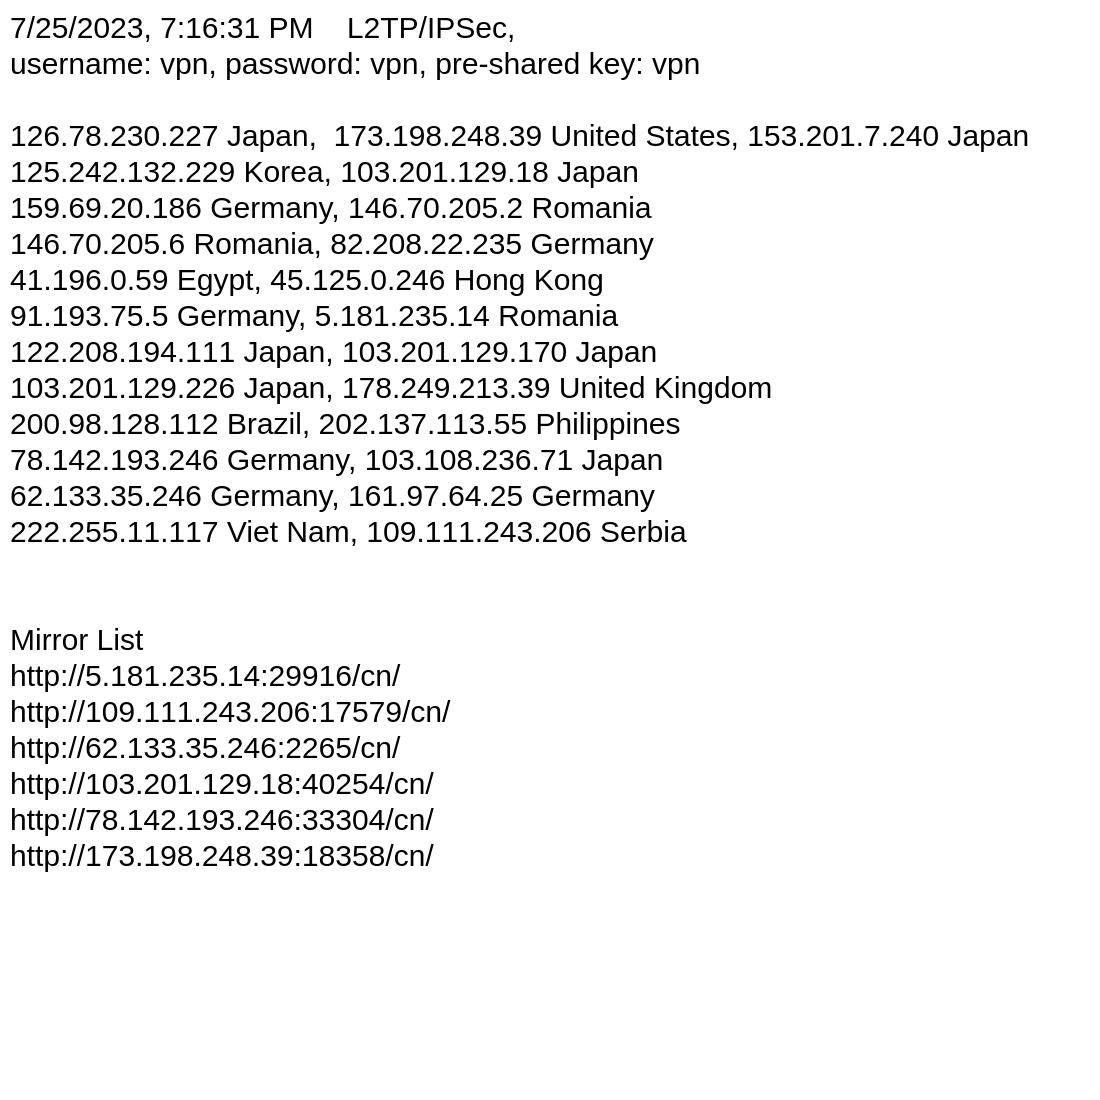 7/25/2023, 7:16:31 PM    L2TP/IPSec,
username: vpn, password: vpn, pre-shared key: vpn
126.78.230.227 Japan,  173.198.248.39 United States, 153.201.7.240 Japan
125.242.132.229 Korea, 103.201.129.18 Japan
159.69.20.186 Germany, 146.70.205.2 Romania
146.70.205.6 Romania, 82.208.22.235 Germany
41.196.0.59 Egypt, 45.125.0.246 Hong Kong
91.193.75.5 Germany, 5.181.235.14 Romania
122.208.194.111 Japan, 103.201.129.170 Japan
103.201.129.226 Japan, 178.249.213.39 United Kingdom
200.98.128.112 Brazil, 202.137.113.55 Philippines
78.142.193.246 Germany, 103.108.236.71 Japan
62.133.35.246 Germany, 161.97.64.25 Germany
222.255.11.117 Viet Nam, 109.111.243.206 Serbia
Mirror List
http://5.181.235.14:29916/cn/
http://109.111.243.206:17579/cn/
http://62.133.35.246:2265/cn/
http://103.201.129.18:40254/cn/
http://78.142.193.246:33304/cn/
http://173.198.248.39:18358/cn/